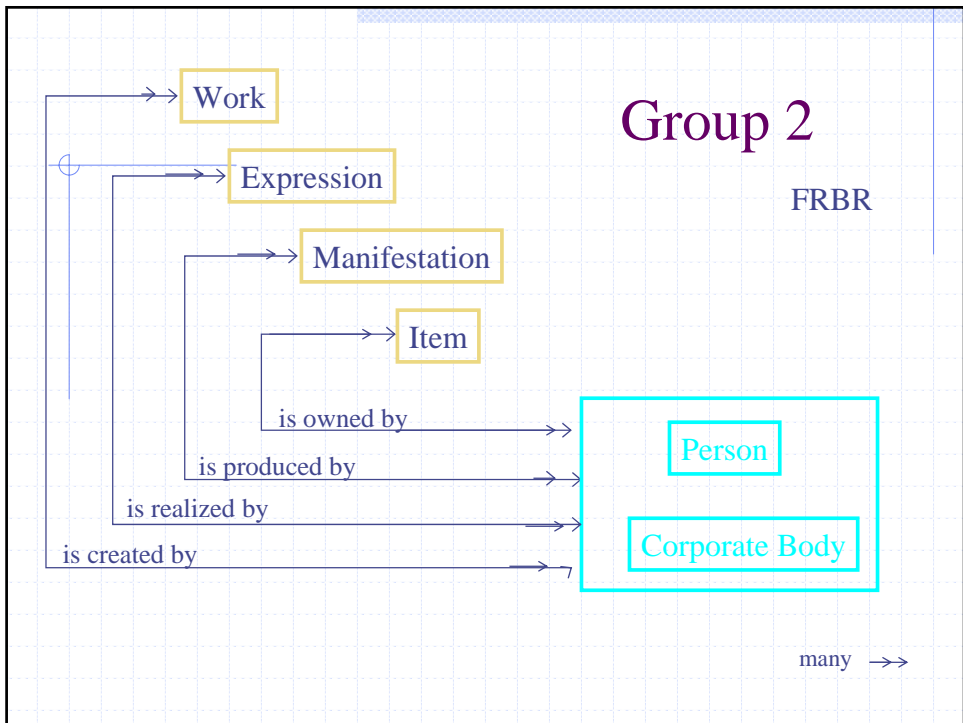 Work
Group 2
Expression
FRBR
Manifestation
Item
is owned by
Person
is produced by
is realized by
Corporate Body
is created by
many